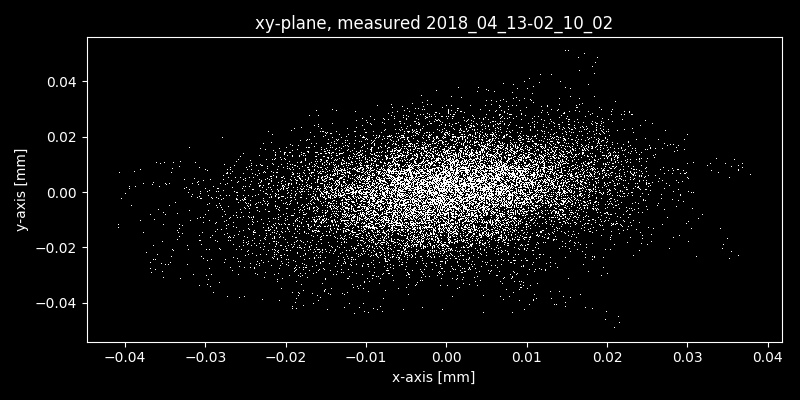 xy-plane, measured 2018_04_13-02_10_02
y-axis [mm]
0.04
0.02
0.00
−0.02
−0.04
−0.04 −0.03 −0.02 −0.01 0.00 0.01 0.02 0.03 0.04
x-axis [mm]